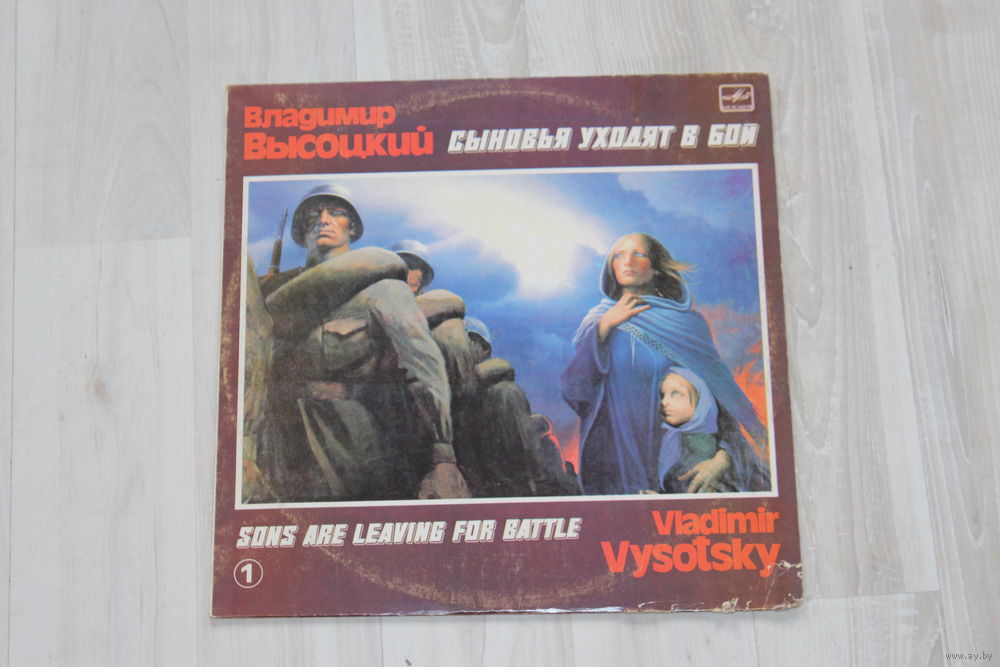 Владимир
Высоцкий
СЫНОВЬЯ УХОДЯТ В БОЙ
SONS ARE LEAVING FOR BATTLE
Vladimir
Vysotsky
1
www.ay.by